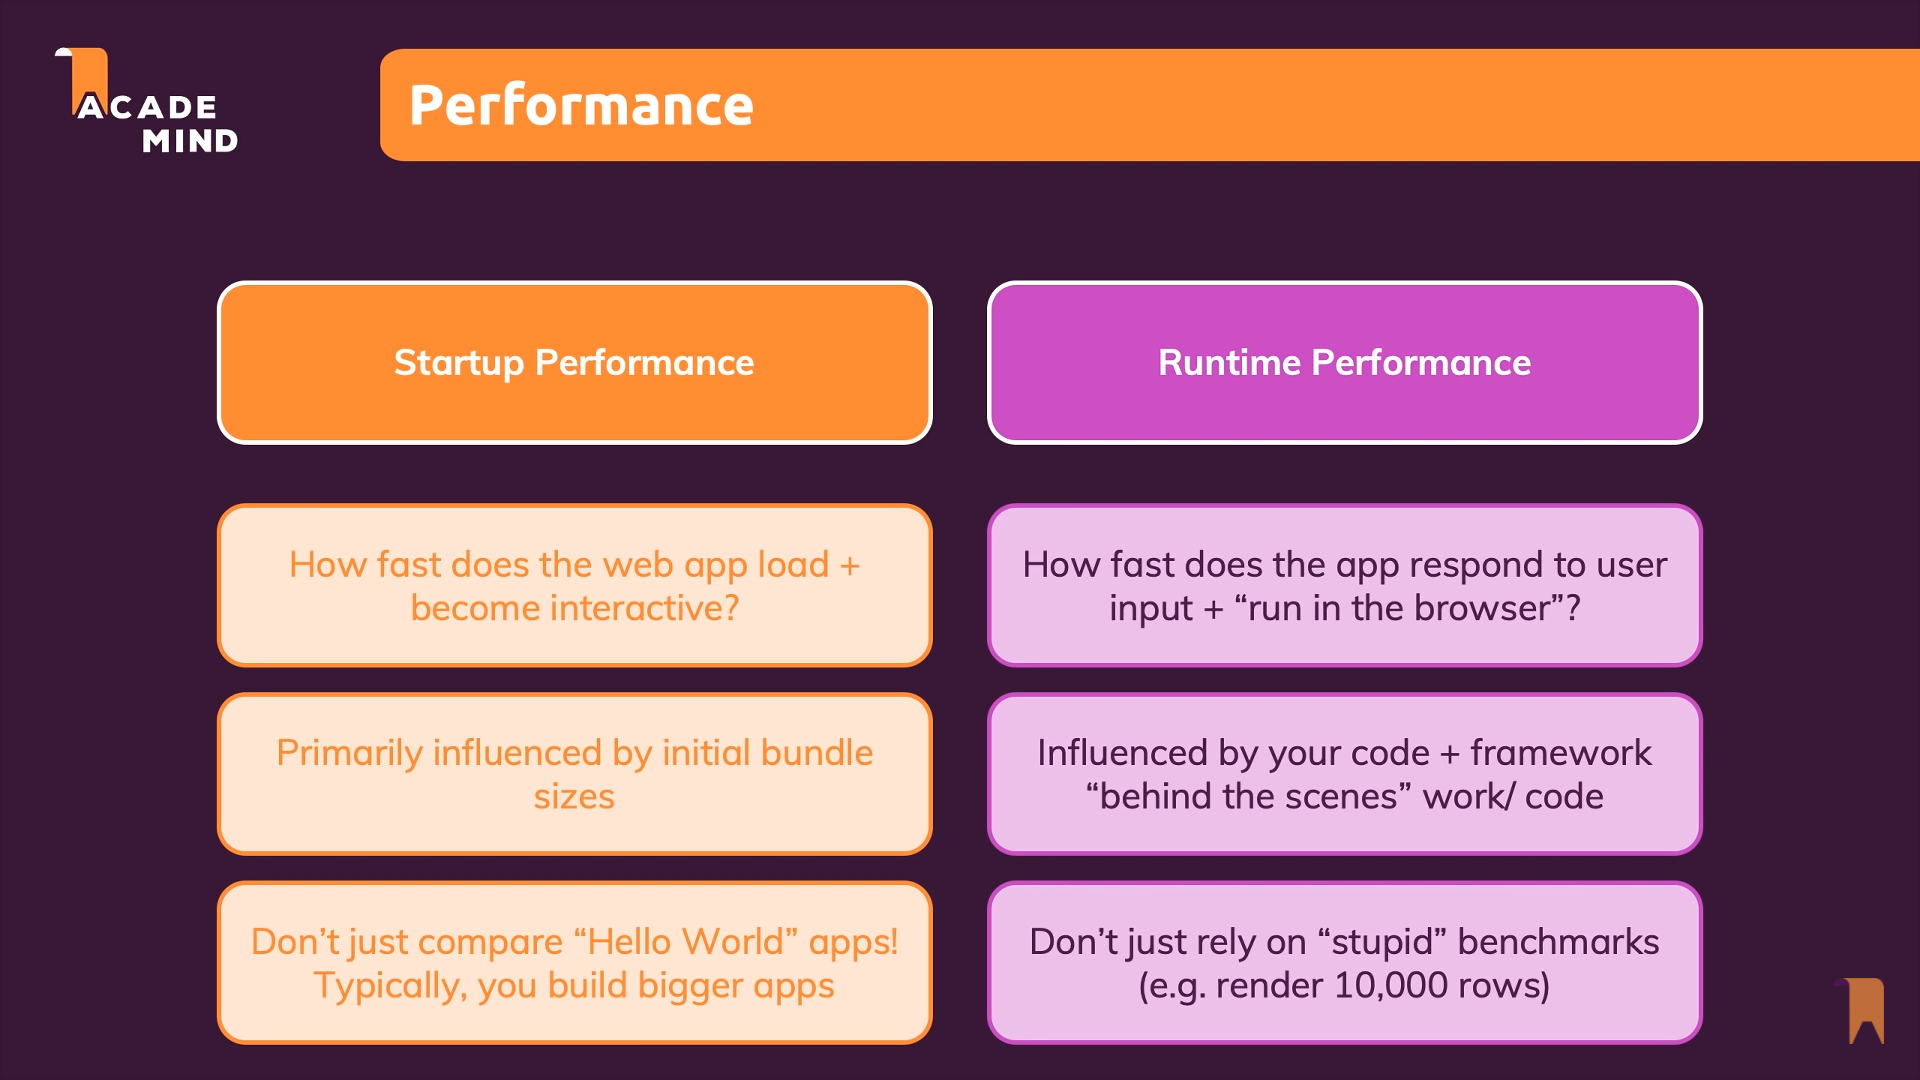 ACADE
MIND
Performance
Startup Performance
How fast does the web app load +
become interactive?
Primarily influenced by initial bundle
sizes
Don’t just compare “Hello World” apps!
Typically, you build bigger apps
Runtime Performance
How fast does the app respond to user
input + “run in the browser”?
Influenced by your code + framework
“behind the scenes” work/ code
Don’t just rely on “stupid” benchmarks
(e.g. render 10,000 rows)